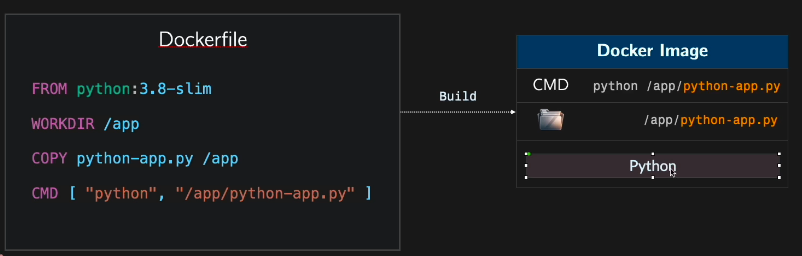 Dockerfile
FROM python:3.8-slim
WORKDIR /app
COPY python-app.py /app
CMD [ "python", "/app/python-app.py" ]
Build
Docker Image
CMD python /app/python-app.py
/app/python-app.py
Python